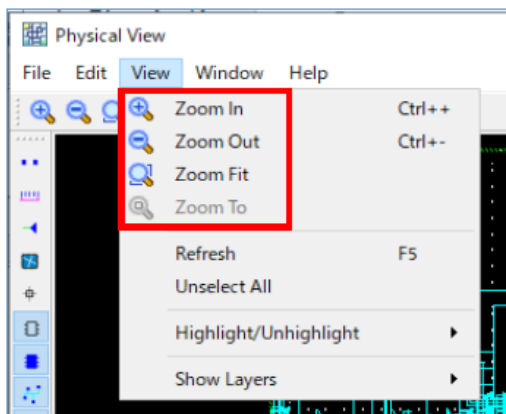 Physical View
File Edit View Window Help
Zoom In Ctrl++
Zoom Out Ctrl+-
Zoom Fit
Zoom To
Refresh F5
Unselect All
Highlight/Unhighlight
Show Layers